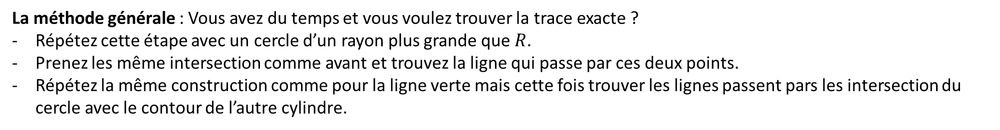 La méthode générale : Vous avez du temps et vous voulez trouver la trace exacte ?
- Répétez cette étape avec un cercle d’un rayon plus grande que R.
- Prenez les même intersection comme avant et trouvez la ligne qui passe par ces deux points.
- Répétez la même construction comme pour la ligne verte mais cette fois trouver les lignes passent pars les intersection du
cercle avec le contour de l’autre cylindre.